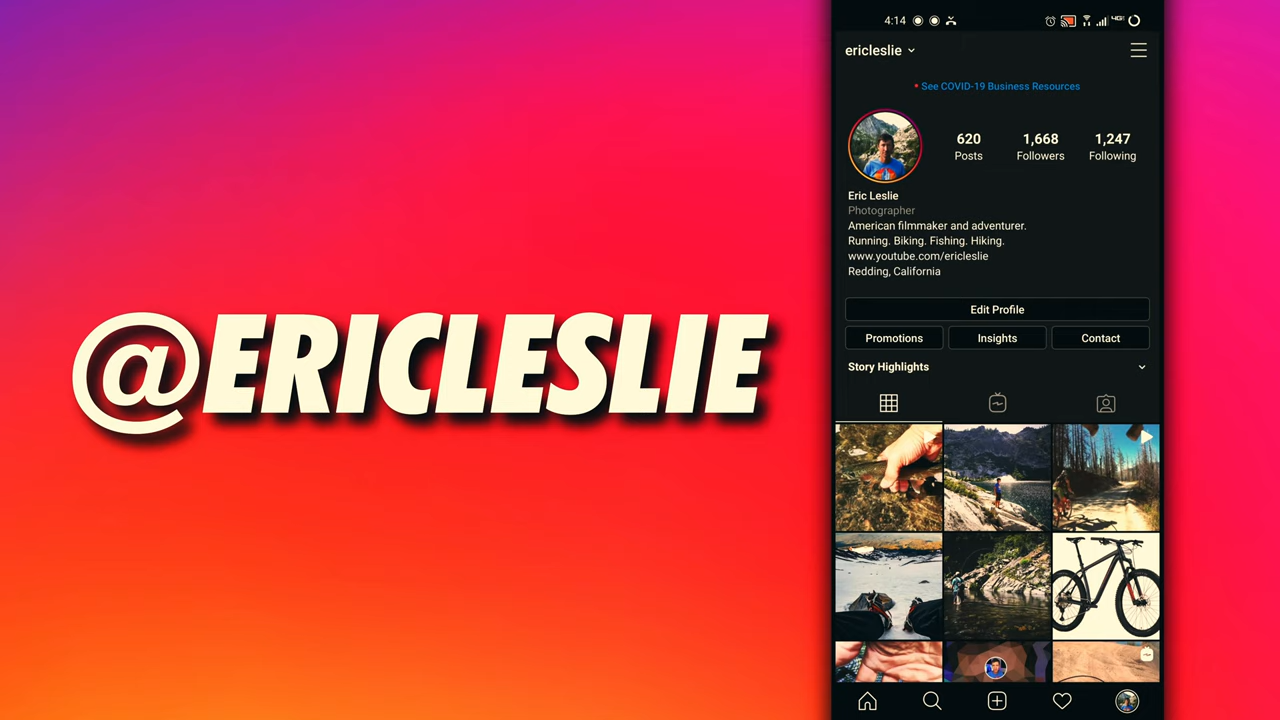 @ERICLESLIE
4:14
4G
ericleslie
See COVID-19 Business Resources
620
1,668
1,247
Posts
Followers
Following
Eric Leslie
Photographer
American filmmaker and adventurer.
Running. Biking. Fishing. Hiking.
www.youtube.com/ericleslie
Redding, California
Edit Profile
Promotions
Insights
Contact
Story Highlights